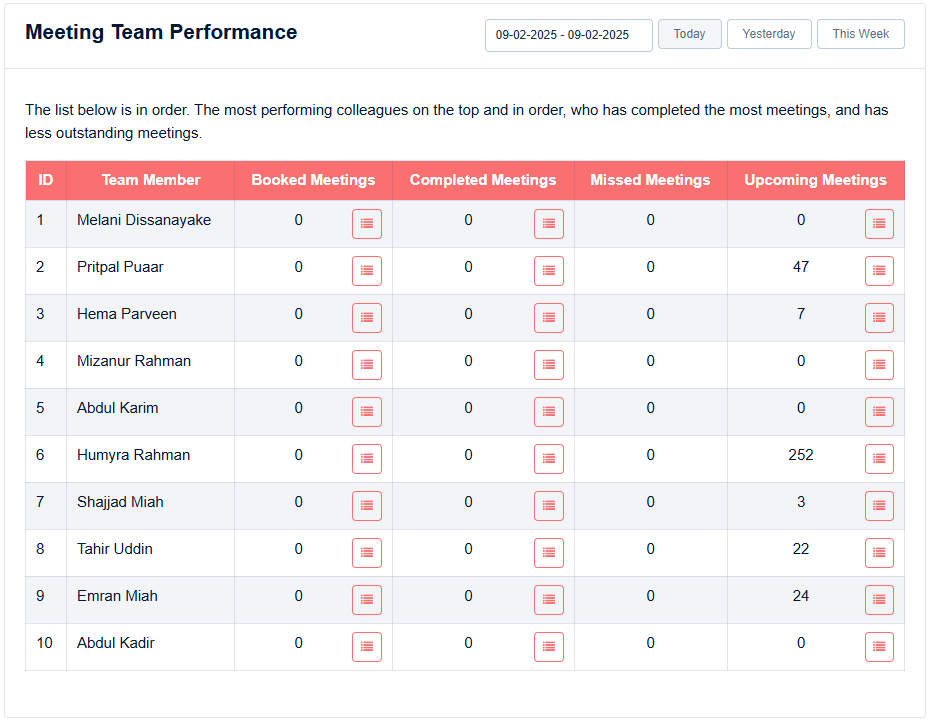 Meeting Team Performance
09-02-2025 - 09-02-2025 Today Yesterday This Week
The list below is in order. The most performing colleagues on the top and in order, who has completed the most meetings, and has
less outstanding meetings.
ID Team Member Booked Meetings Completed Meetings Missed Meetings Upcoming Meetings
1 Melani Dissanayake 0 0 0 0
2 Pritpal Puaar 0 0 0 47
3 Hema Parveen 0 0 0 7
4 Mizanur Rahman 0 0 0 0
5 Abdul Karim 0 0 0 0
6 Humyra Rahman 0 0 0 252
7 Shajjad Miah 0 0 0 3
8 Tahir Uddin 0 0 0 22
9 Emran Miah 0 0 0 24
10 Abdul Kadir 0 0 0 0